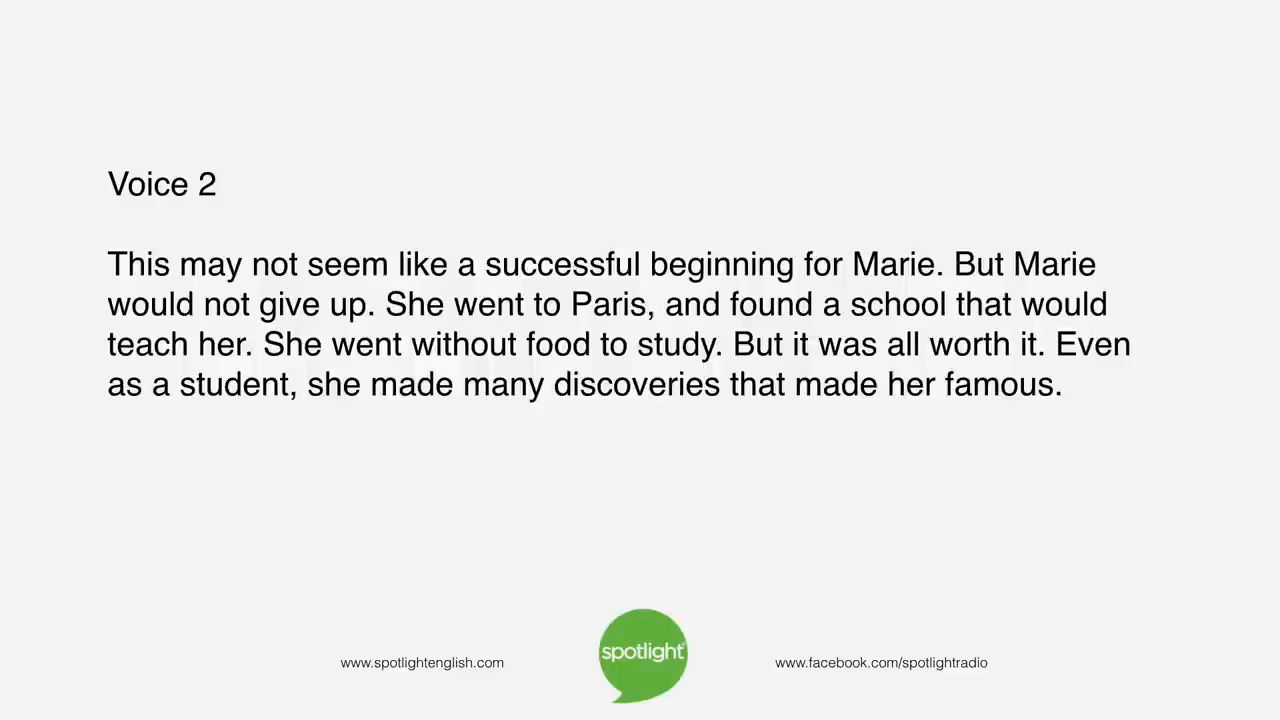 Voice 2
This may not seem like a successful beginning for Marie. But Marie
would not give up. She went to Paris, and found a school that would
teach her. She went without food to study. But it was all worth it. Even
as a student, she made many discoveries that made her famous.
www.spotlightenglish.com
spotlight
www.facebook.com/spotlightradio